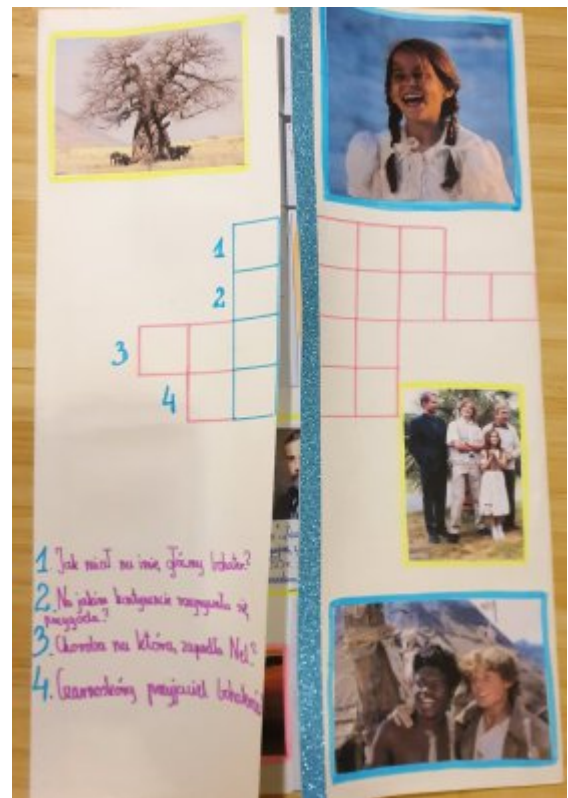 1
2
3
4
1. Jak miał na imię główny bohater?
2. Na jakim kontynencie rozgrywała się
przygoda?
3. Choroba na którą zapadła Nel?
4. Czarnoskóry przyjaciel